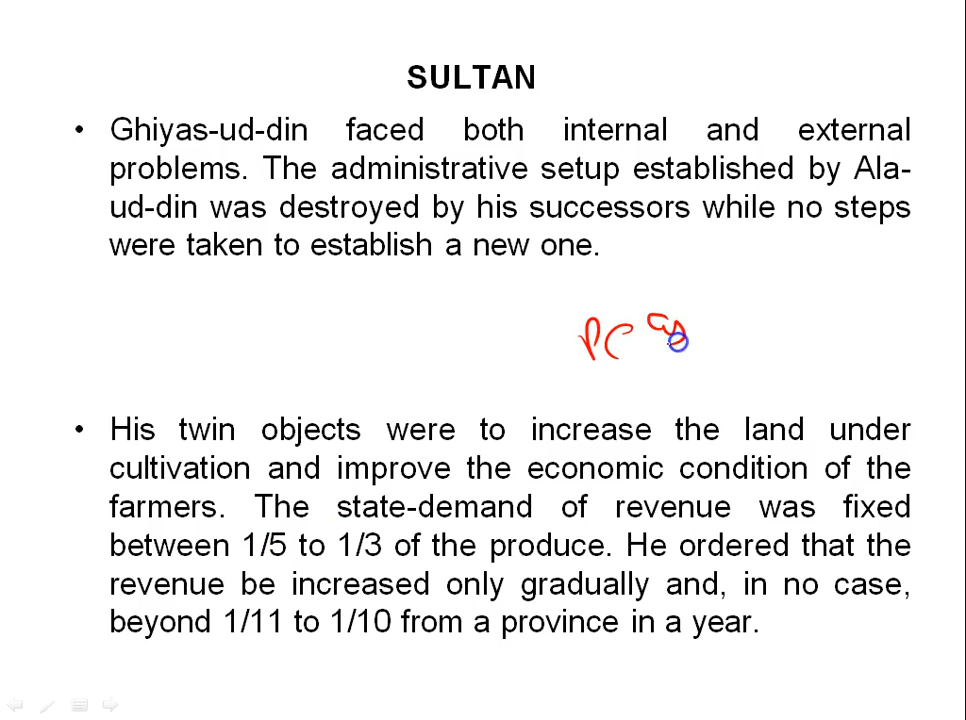 SULTAN
• Ghiyas-ud-din faced both internal and external
problems. The administrative setup established by Ala-
ud-din was destroyed by his successors while no steps
were taken to establish a new one.
PC
• His twin objects were to increase the land under
cultivation and improve the economic condition of the
farmers. The state-demand of revenue was fixed
between 1/5 to 1/3 of the produce. He ordered that the
revenue be increased only gradually and, in no case,
beyond 1/11 to 1/10 from a province in a year.